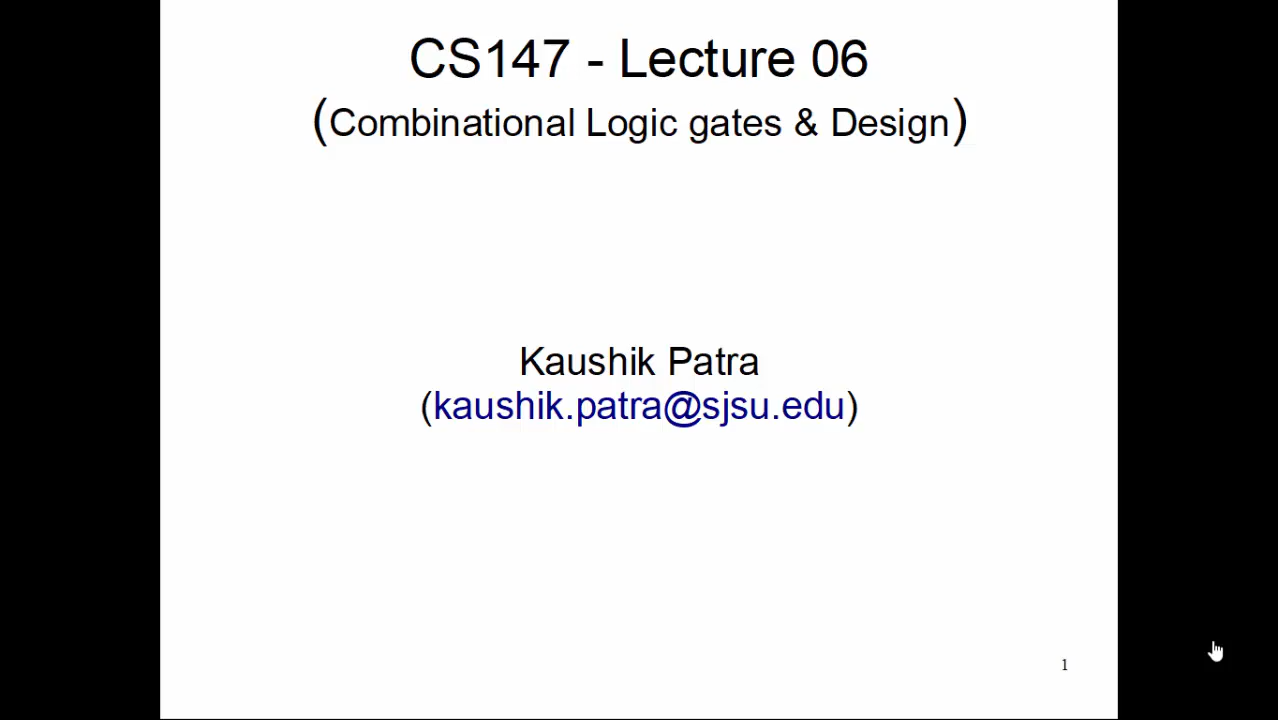 CS147 - Lecture 06
(Combinational Logic gates & Design)
Kaushik Patra
(kaushik.patra@sjsu.edu)
1